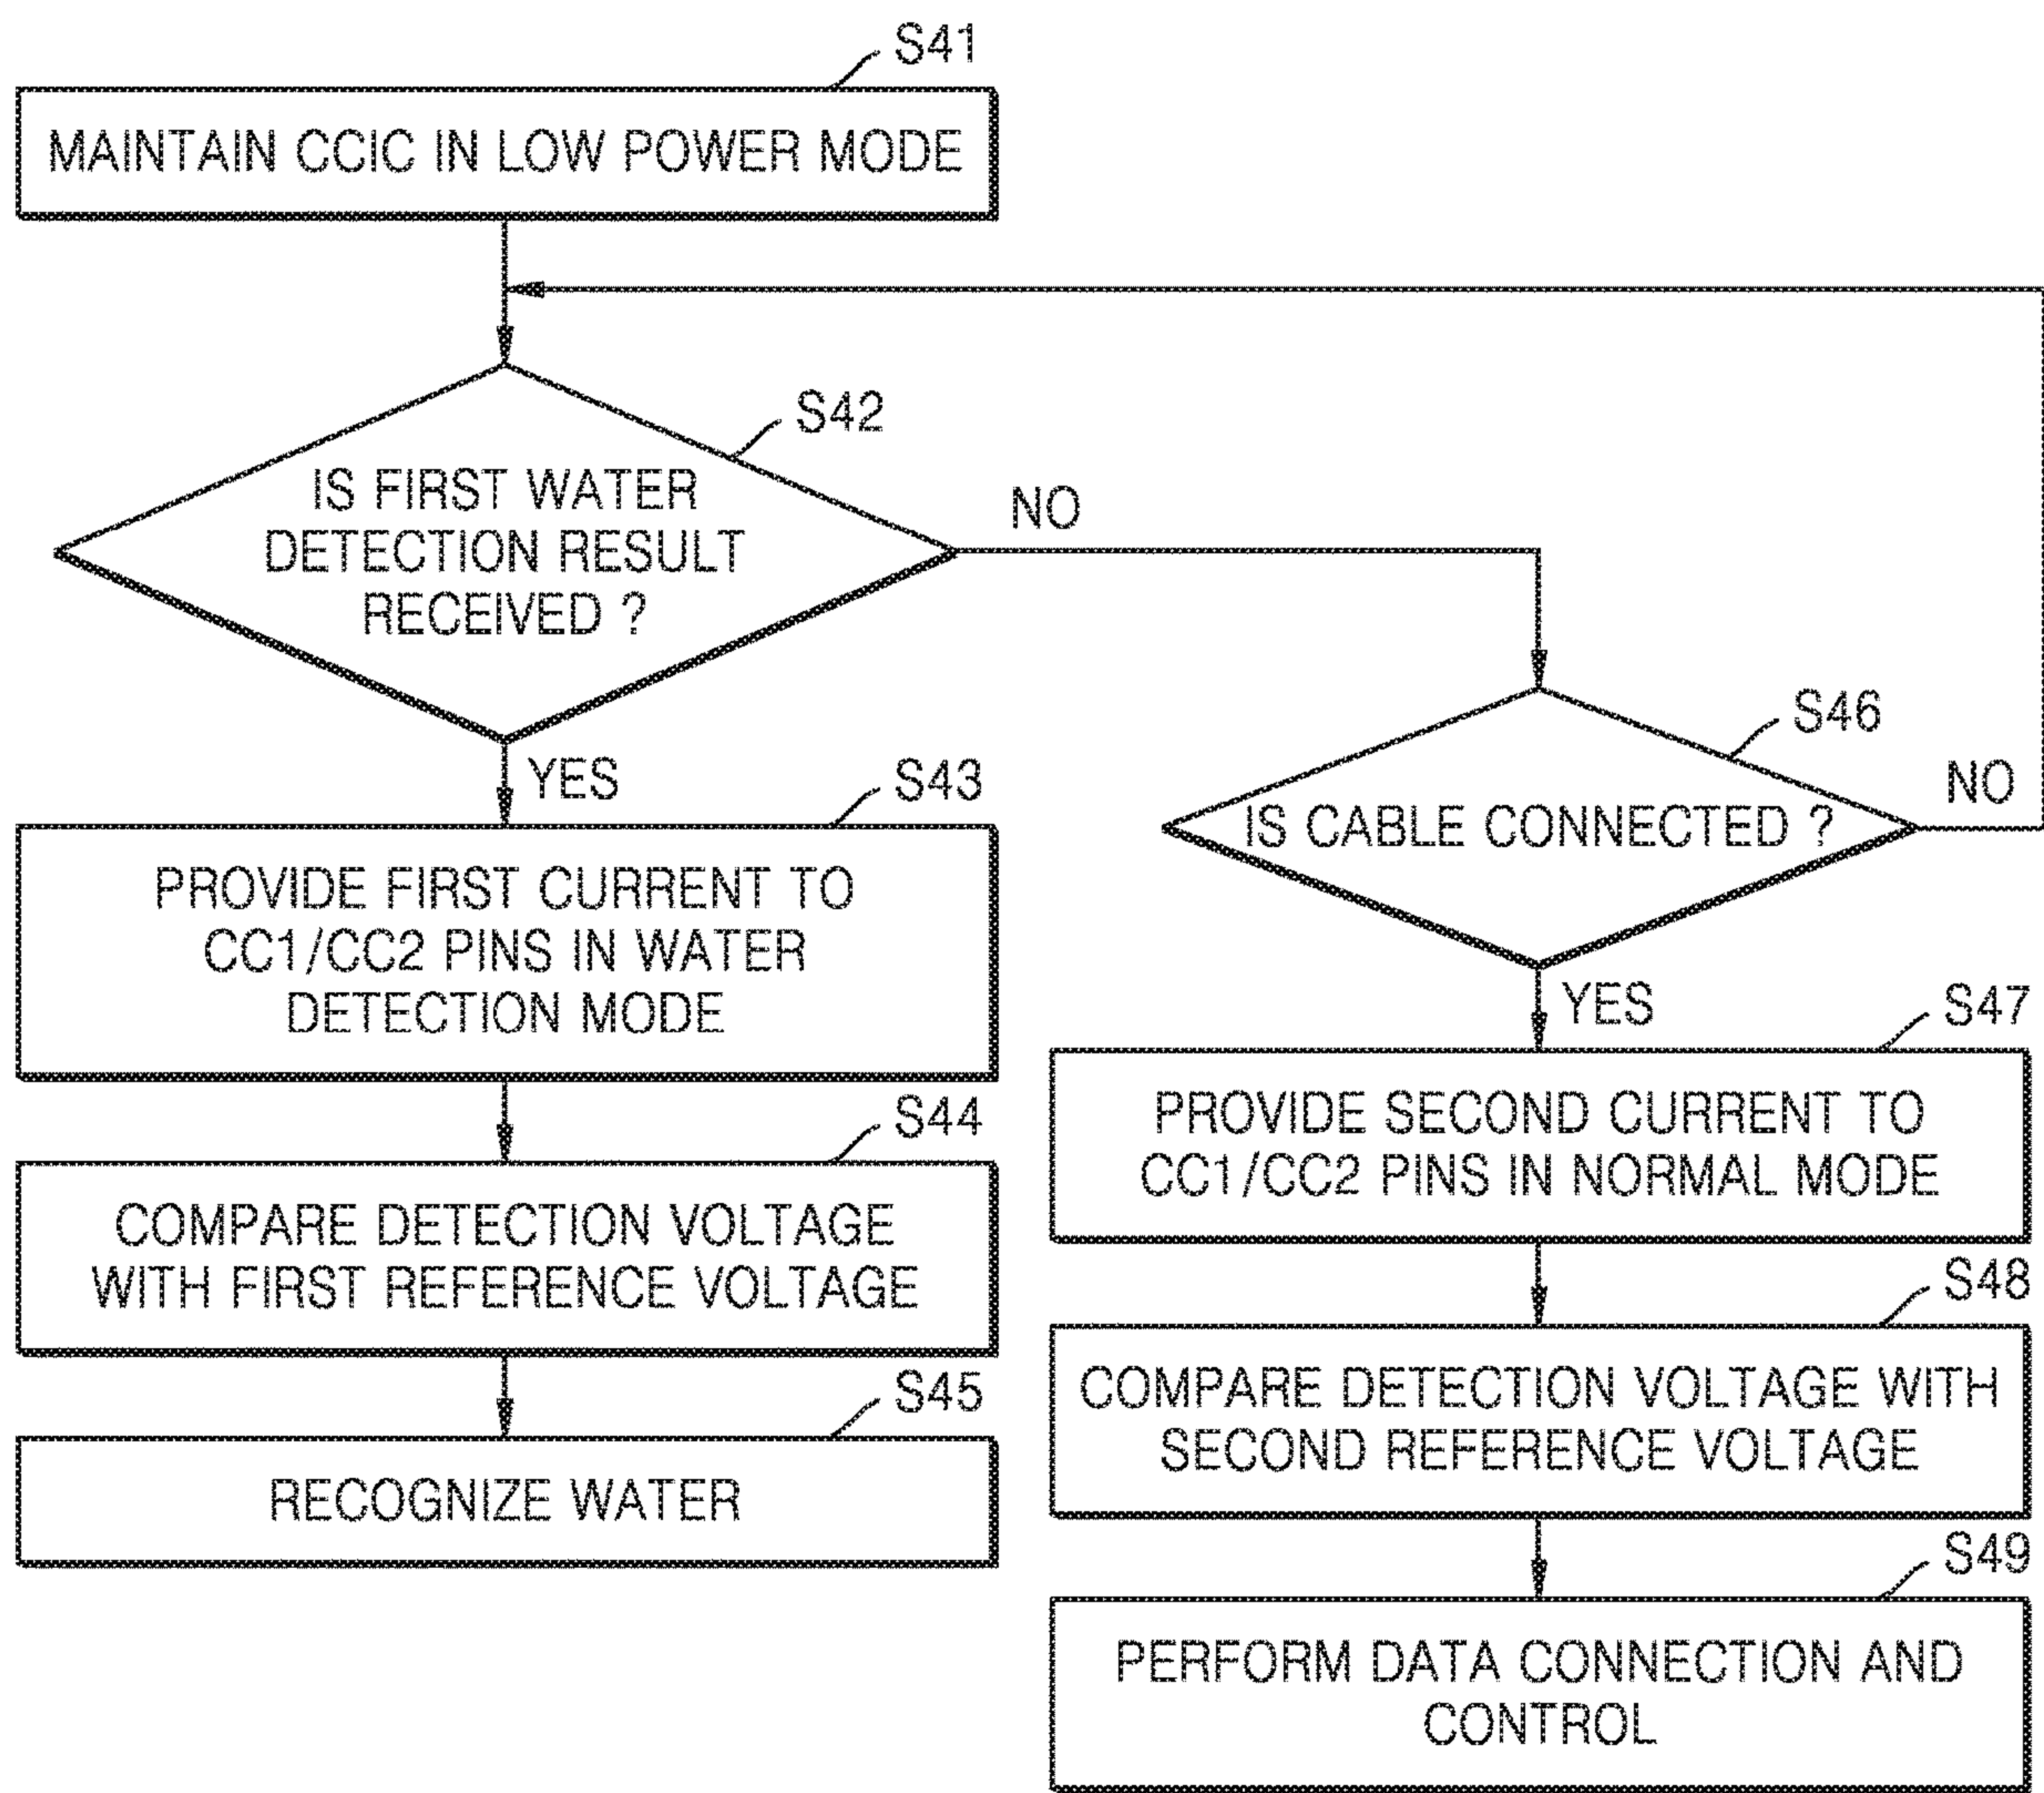 S41
MAINTAIN CCIC IN LOW POWER MODE
S42
IS FIRST WATER
DETECTION RESULT
RECEIVED ?
NO
YES
S43
PROVIDE FIRST CURRENT TO
CC1/CC2 PINS IN WATER
DETECTION MODE
S44
COMPARE DETECTION VOLTAGE
WITH FIRST REFERENCE VOLTAGE
S45
RECOGNIZE WATER
S46
IS CABLE CONNECTED ?
NO
YES
S47
PROVIDE SECOND CURRENT TO
CC1/CC2 PINS IN NORMAL MODE
S48
COMPARE DETECTION VOLTAGE WITH
SECOND REFERENCE VOLTAGE
S49
PERFORM DATA CONNECTION AND
CONTROL